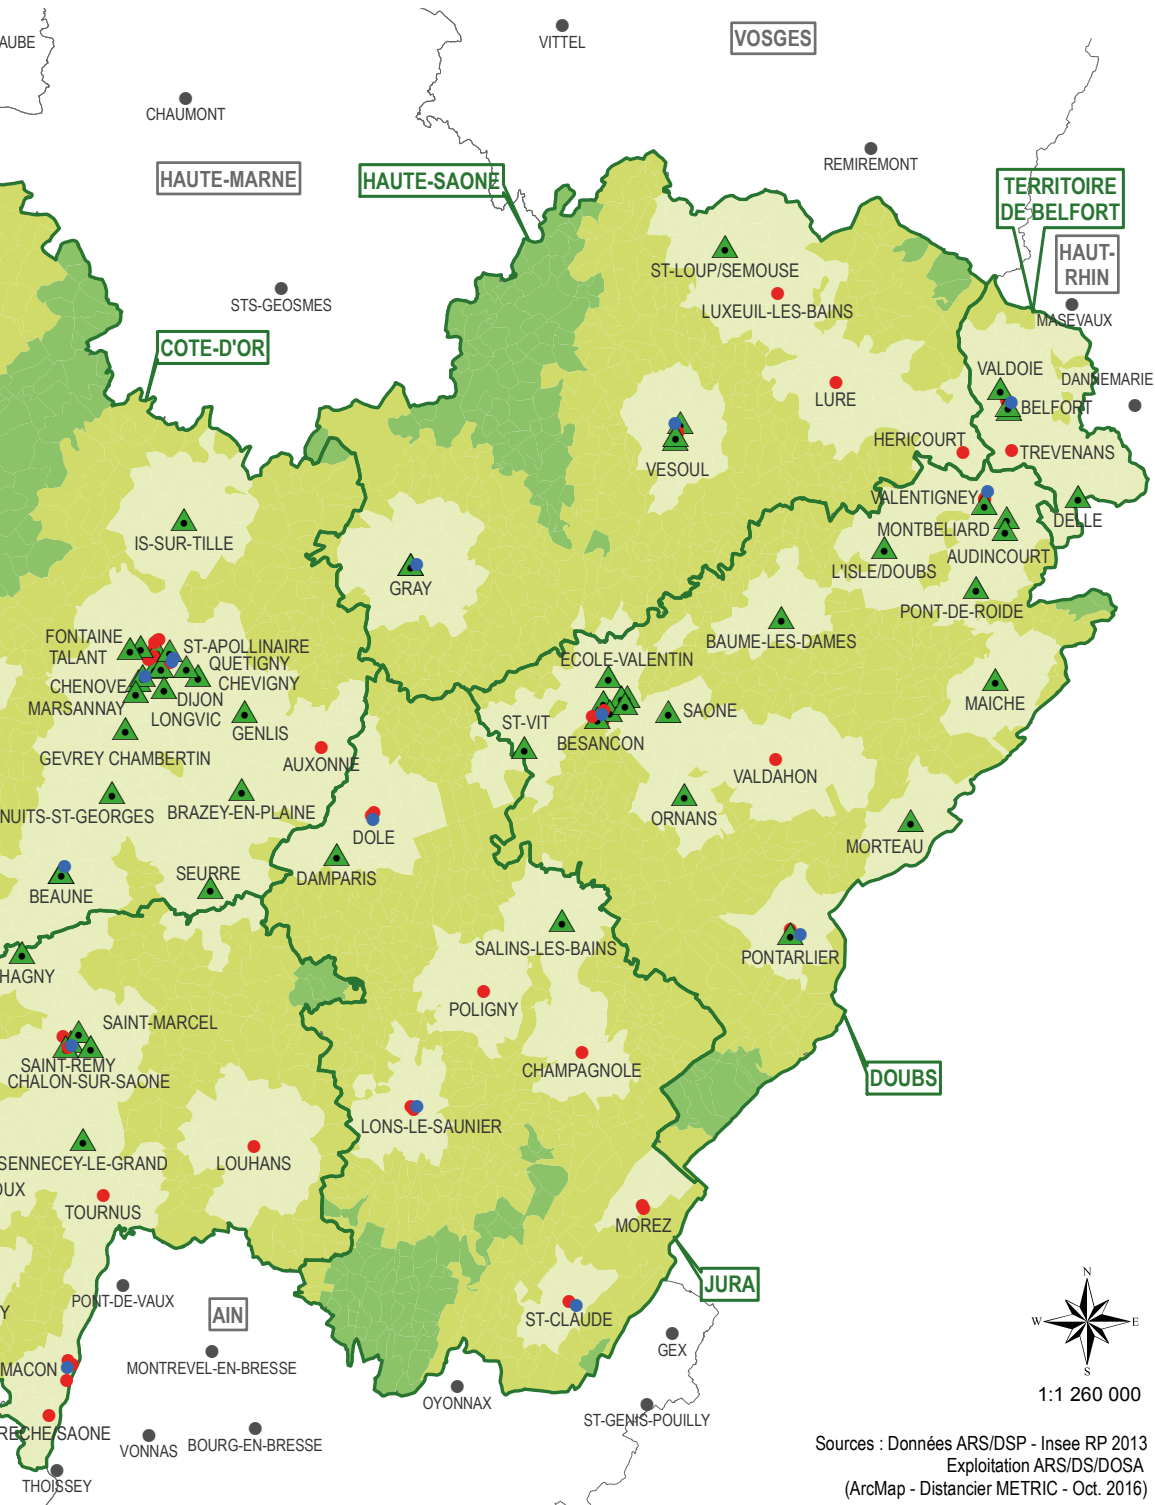 AUBE
VITTEL
VOSGES
CHAUMONT
REMIREMONT
HAUTE-MARNE
HAUTE-SAONE
TERRITOIRE
DE BELFORT
HAUT-
RHIN
ST-LOUP/SEMOUSE
STS-GEOSMES
LUXEUIL-LES-BAINS
MASEVAUX
COTE-D'OR
VALDOIE
DANNEMARIE
LURE
BELFORT
HERICOURT
TREVENANS
VESOUL
VALENTIGNEY
DELLE
MONTBELIARD
IS-SUR-TILLE
AUDINCOURT
L'ISLE/DOUBS
GRAY
PONT-DE-ROIDE
FONTAINE
BAUME-LES-DAMES
ST-APOLLINAIRE
TALANT
ECOLE-VALENTIN
QUETIGNY
CHENOVE
CHEVIGNY
DIJON
MARSANNAY
LONGVIC
MAICHE
SAONE
ST-VIT
GENLIS
BESANCON
GEVREY CHAMBERTIN
AUXONNE
VALDAHON
NUITS-ST-GEORGES
BRAZEY-EN-PLAINE
ORNANS
DOLE
MORTEAU
SEURRE
DAMPARIS
BEAUNE
SALINS-LES-BAINS
PONTARLIER
HAGNY
POLIGNY
SAINT-MARCEL
SAINT-REMY
CHAMPAGNOLE
CHALON-SUR-SAONE
DOUBS
LONS-LE-SAUNIER
SENNECEY-LE-GRAND
LOUHANS
OUX
TOURNUS
MOREZ
JURA
PONT-DE-VAUX
AIN
Y
ST-CLAUDE
N
W
E
S
GEX
MACON
MONTREVEL-EN-BRESSE
1:1 260 000
OYONNAX
ST-GENIS-POUILLY
RECHE/SAONE
VONNAS
BOURG-EN-BRESSE
THOISSEY
Sources : Données ARS/DSP - Insee RP 2013
Exploitation ARS/DS/DOSA
(ArcMap - Distancier METRIC - Oct. 2016)